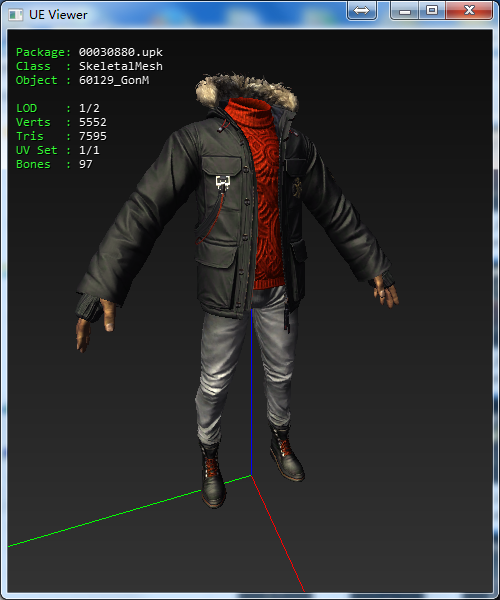 UE Viewer
Package: 00030880.upk
Class : SkeletalMesh
Object : 60129_GonM
LOD : 1/2
Verts : 5552
Tris : 7595
UV Set : 1/1
Bones : 97